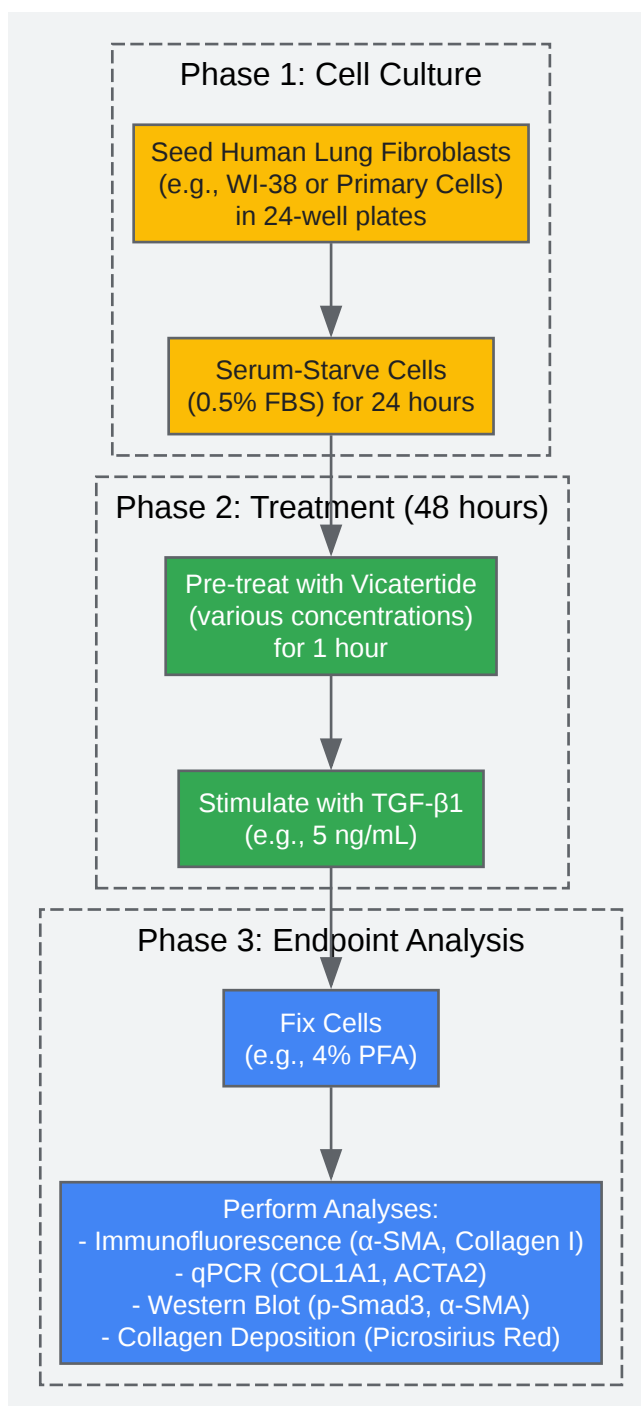 Phase 1: Cell Culture
Seed Human Lung Fibroblasts
(e.g., WI-38 or Primary Cells)
in 24-well plates
Serum-Starve Cells
(0.5% FBS) for 24 hours
Phase 2: Treatment (48 hours)
Pre-treat with Vicatertide
(various concentrations)
for 1 hour
Stimulate with TGF-β1
(e.g., 5 ng/mL)
Phase 3: Endpoint Analysis
Fix Cells
(e.g., 4% PFA)
Perform Analyses:
- Immunofluorescence (α-SMA, Collagen I)
- qPCR (COL1A1, ACTA2)
- Western Blot (p-Smad3, α-SMA)
- Collagen Deposition (Picrosirius Red)